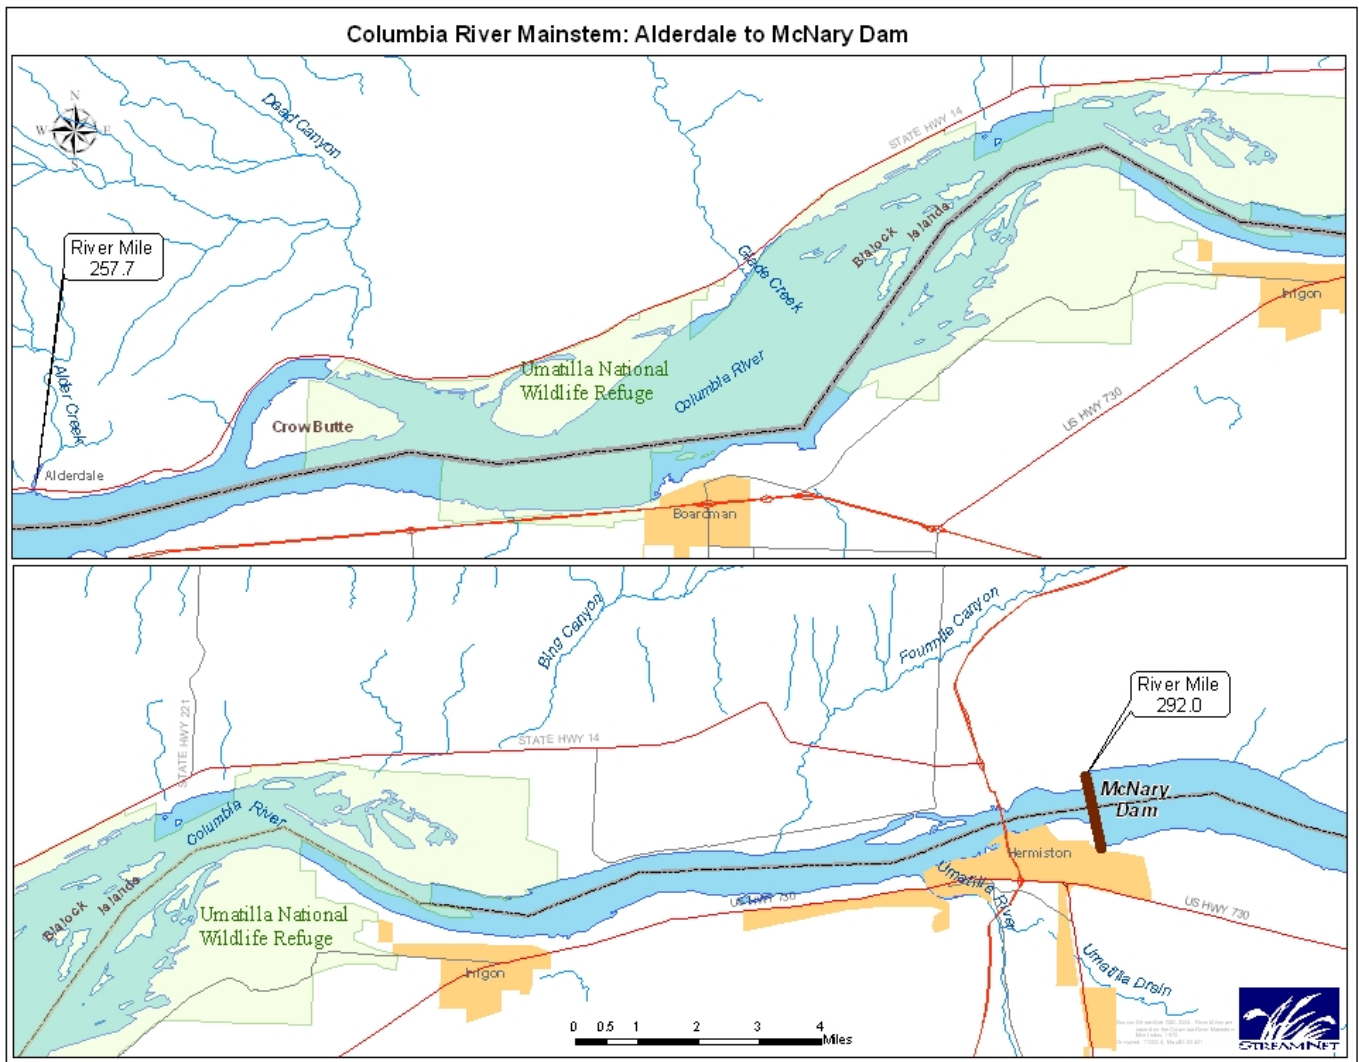 Columbia River Mainstem: Alderdale to McNary Dam
Dead Canyon
N
W E
S
STATE HWY 14
River Mile
257.7
Blalock Islands
Glade Creek
Irrigon
Umatilla National
Wildlife Refuge
Columbia River
Alder Creek
US HWY 730
Crow Butte
Alderdale
Boardman
Bing Canyon
Fourmile Canyon
River Mile
292.0
STATE HWY 221
STATE HWY 14
McNary
Dam
Columbia River
Hermiston
Blalock Islands
Umatilla River
US HWY 730
US HWY 730
Umatilla National
Wildlife Refuge
Irrigon
Umatilla Drain
0 0.5 1 2 3 4
Miles
STREAMNET